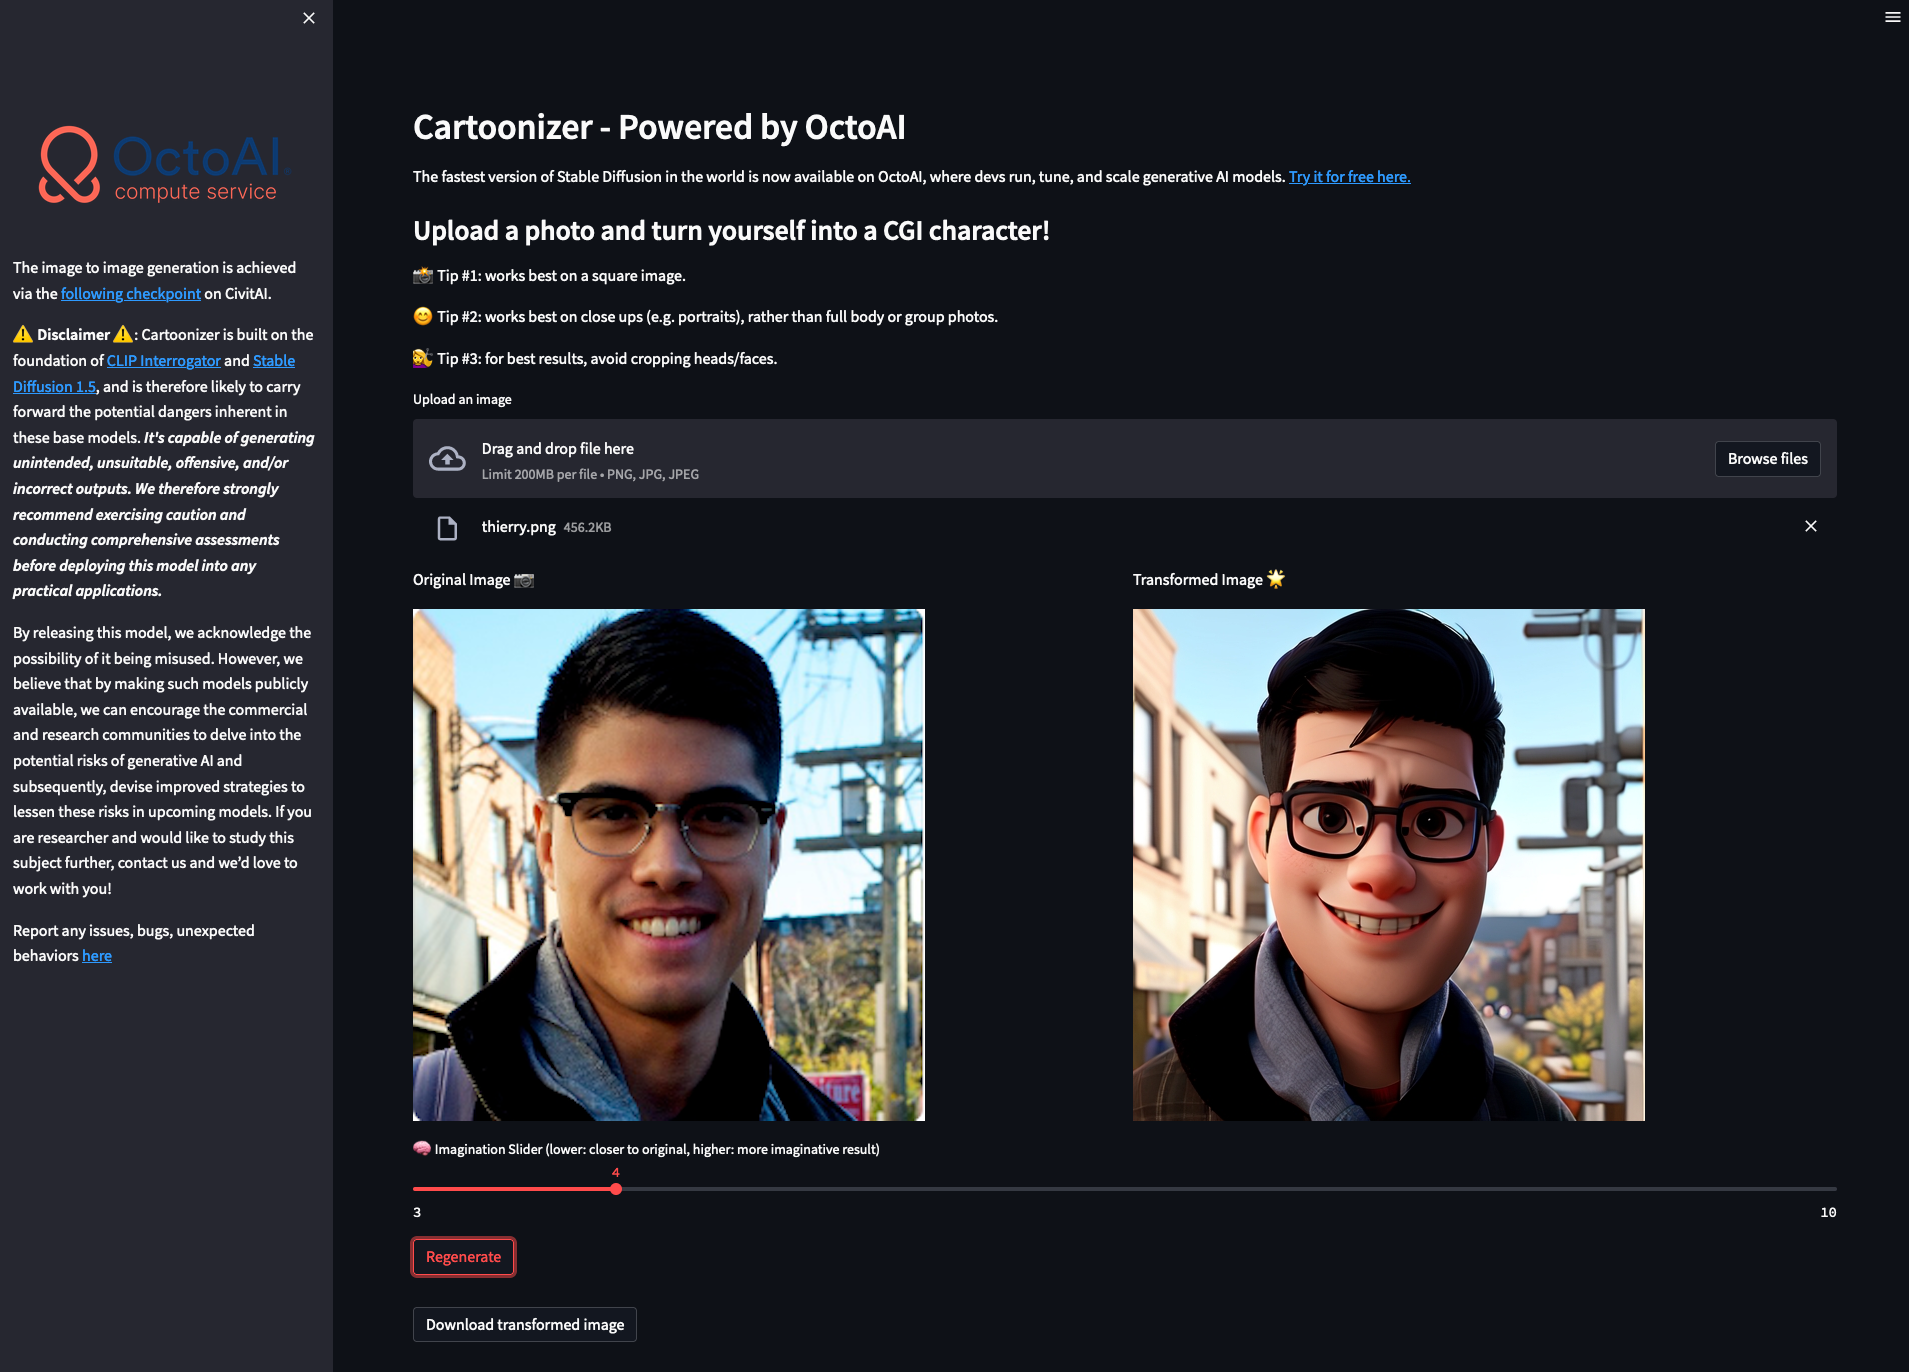 OctoAI
compute service
The image to image generation is achieved
via the following checkpoint on CivitAI.
⚠️ Disclaimer ⚠️: Cartoonizer is built on the
foundation of CLIP Interrogator and Stable
Diffusion 1.5, and is therefore likely to carry
forward the potential dangers inherent in
these base models. It's capable of generating
unintended, unsuitable, offensive, and/or
incorrect outputs. We therefore strongly
recommend exercising caution and
conducting comprehensive assessments
before deploying this model into any
practical applications.
By releasing this model, we acknowledge the
possibility of it being misused. However, we
believe that by making such models publicly
available, we can encourage the commercial
and research communities to delve into the
potential risks of generative AI and
subsequently, devise improved strategies to
lessen these risks in upcoming models. If you
are researcher and would like to study this
subject further, contact us and we'd love to
work with you!
Report any issues, bugs, unexpected
behaviors here
Cartoonizer - Powered by OctoAI
The fastest version of Stable Diffusion in the world is now available on OctoAI, where devs run, tune, and scale generative AI models. Try it for free here.
Upload a photo and turn yourself into a CGI character!
📸 Tip #1: works best on a square image.
😊 Tip #2: works best on close ups (e.g. portraits), rather than full body or group photos.
💇 Tip #3: for best results, avoid cropping heads/faces.
Upload an image
Drag and drop file here
Limit 200MB per file • PNG, JPG, JPEG
Browse files
thierry.png 456.2KB
Original Image 📷
Transformed Image 🌟
🧠 Imagination Slider (lower: closer to original, higher: more imaginative result)
4
3
10
Regenerate
Download transformed image